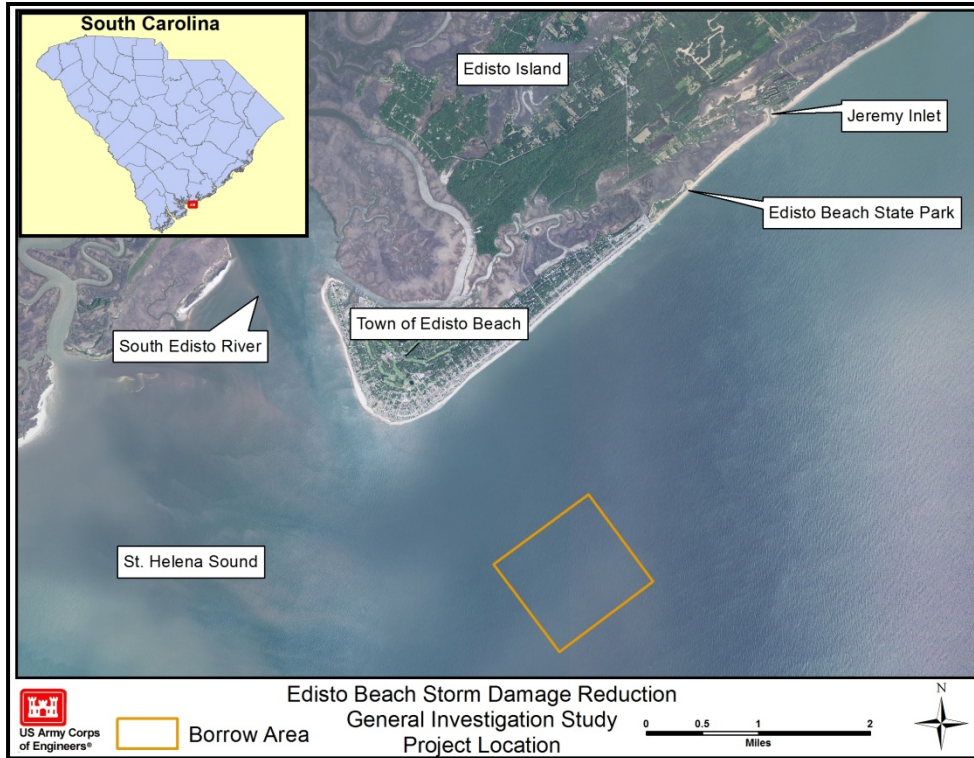 South Carolina
Edisto Island
Jeremy Inlet
Edisto Beach State Park
Town of Edisto Beach
South Edisto River
St. Helena Sound
US Army Corps
of Engineers®
Borrow Area
Edisto Beach Storm Damage Reduction
General Investigation Study
Project Location
0 0.5 1 2
Miles
N